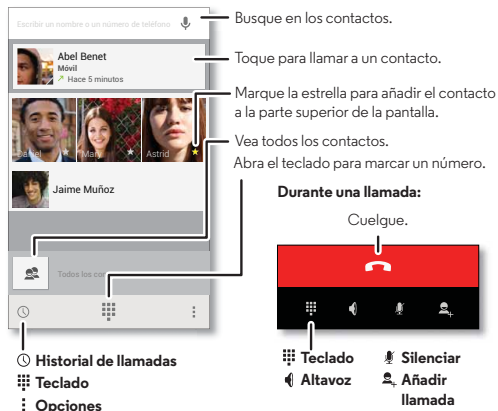 Escribir un nombre o un número de teléfono
Busque en los contactos.
Abel Benet
Móvil
Hace 5 minutos
Toque para llamar a un contacto.
Marque la estrella para añadir el contacto
a la parte superior de la pantalla.
Astrid
Jaime Muñoz
Vea todos los contactos.
Abra el teclado para marcar un número.
Todos los con
Historial de llamadas
Teclado
Opciones
Durante una llamada:
Cuelgue.
Teclado
Silenciar
Altavoz
Añadir
llamada